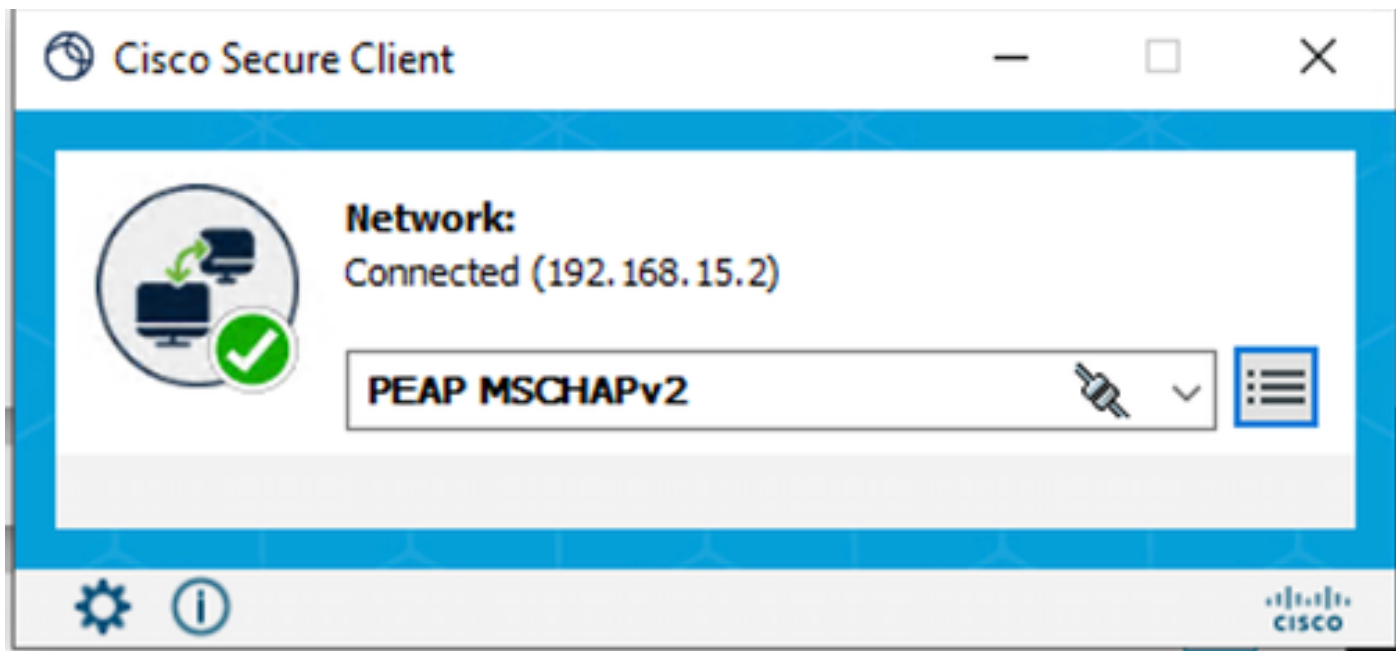 Cisco Secure Client
Network:
Connected (192.168.15.2)
PEAP MSCHAPv2
CISCO